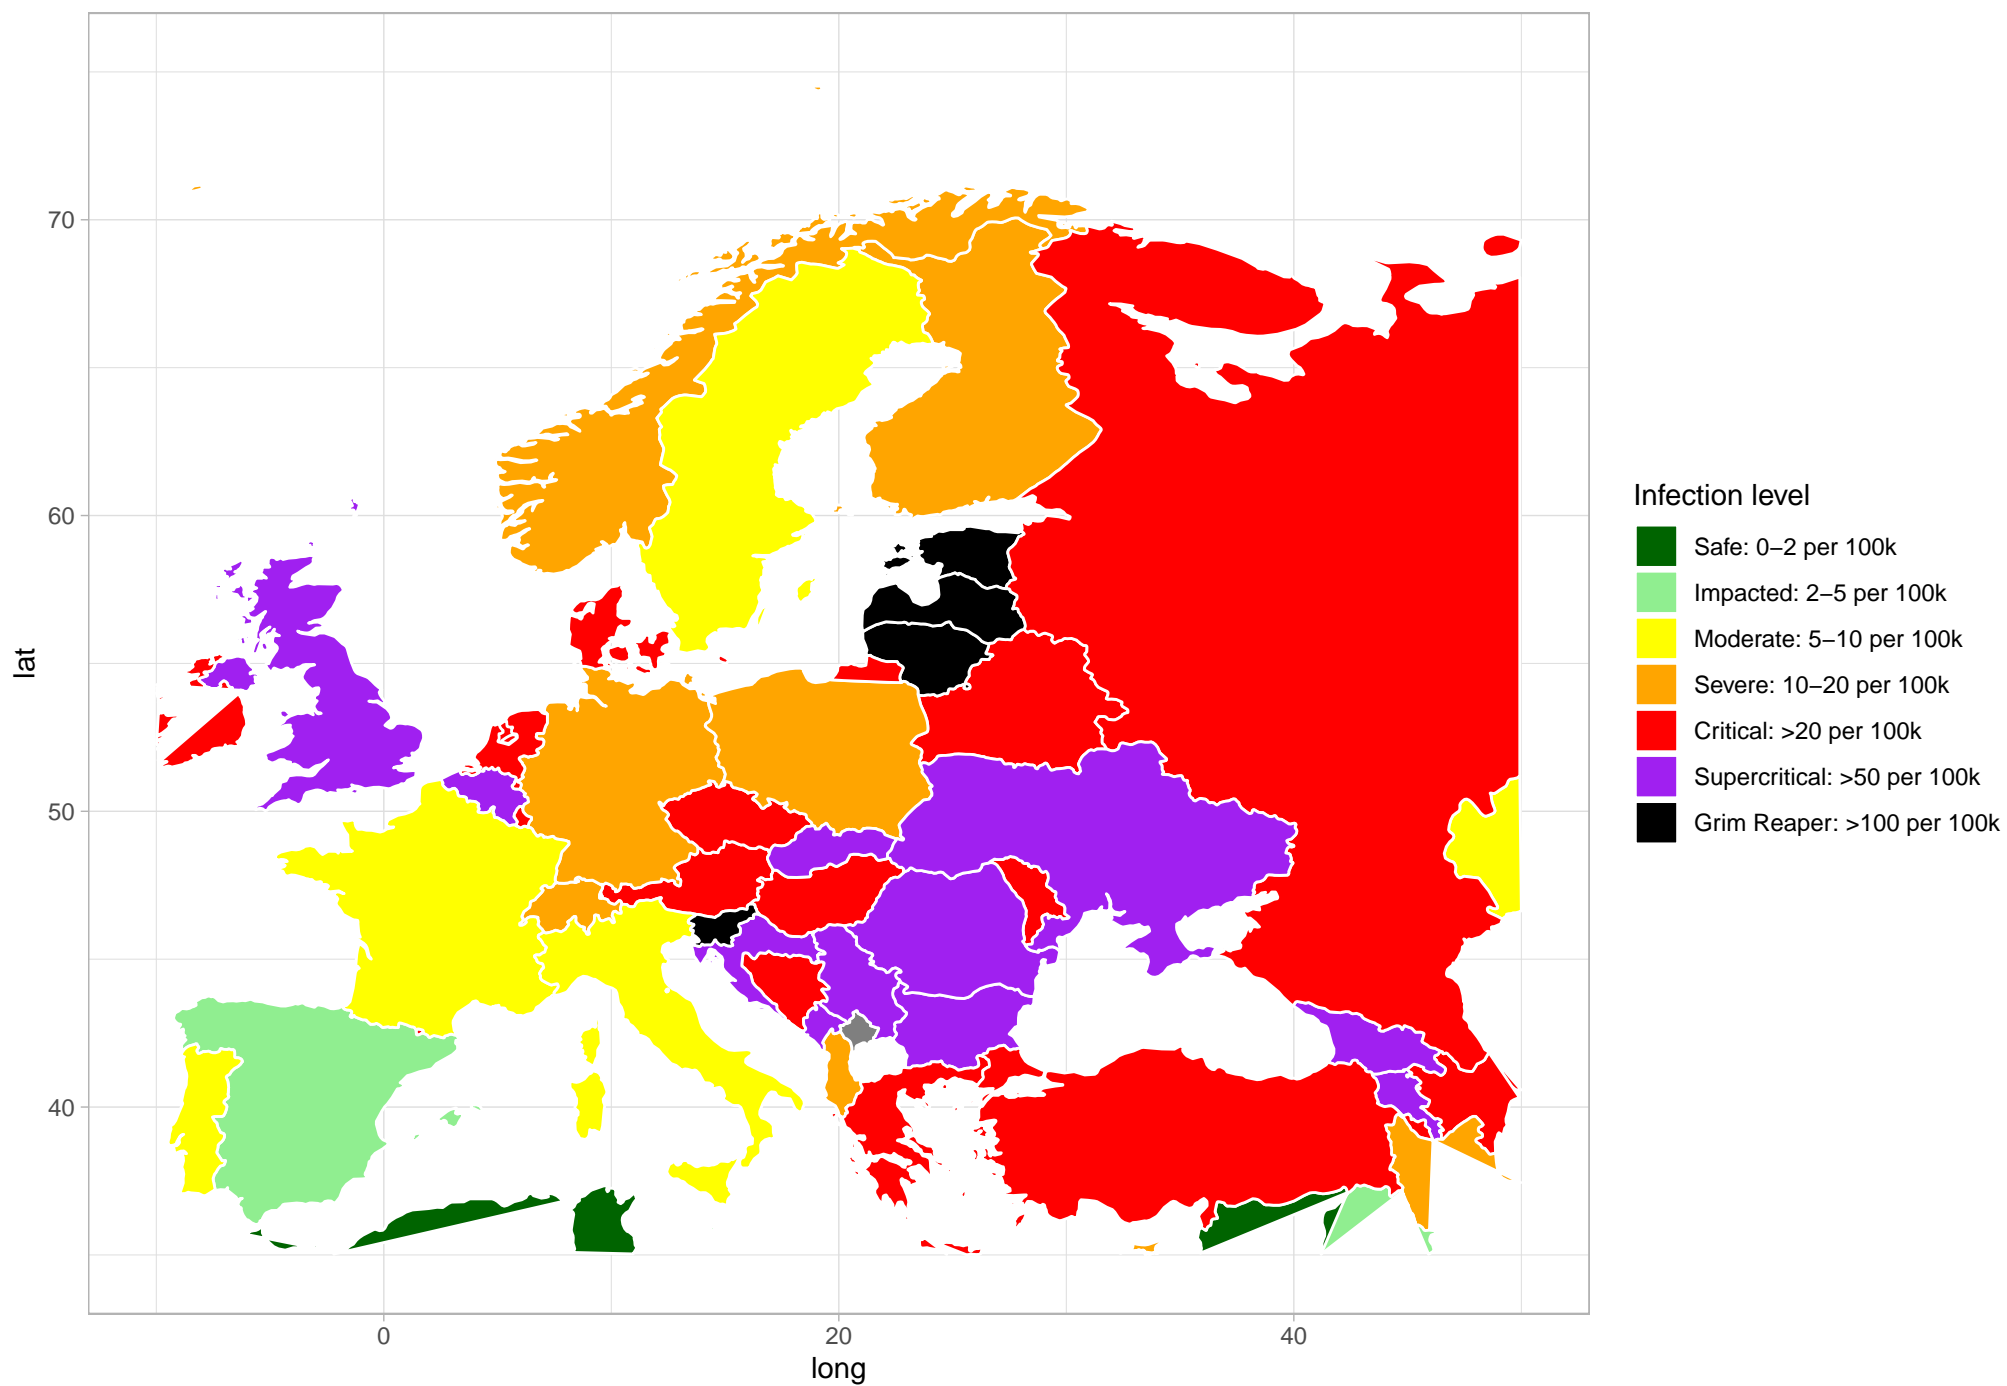 70
60
50
40
lat
0
20
40
long
Infection level
Safe: 0–2 per 100k
Impacted: 2–5 per 100k
Moderate: 5–10 per 100k
Severe: 10–20 per 100k
Critical: >20 per 100k
Supercritical: >50 per 100k
Grim Reaper: >100 per 100k